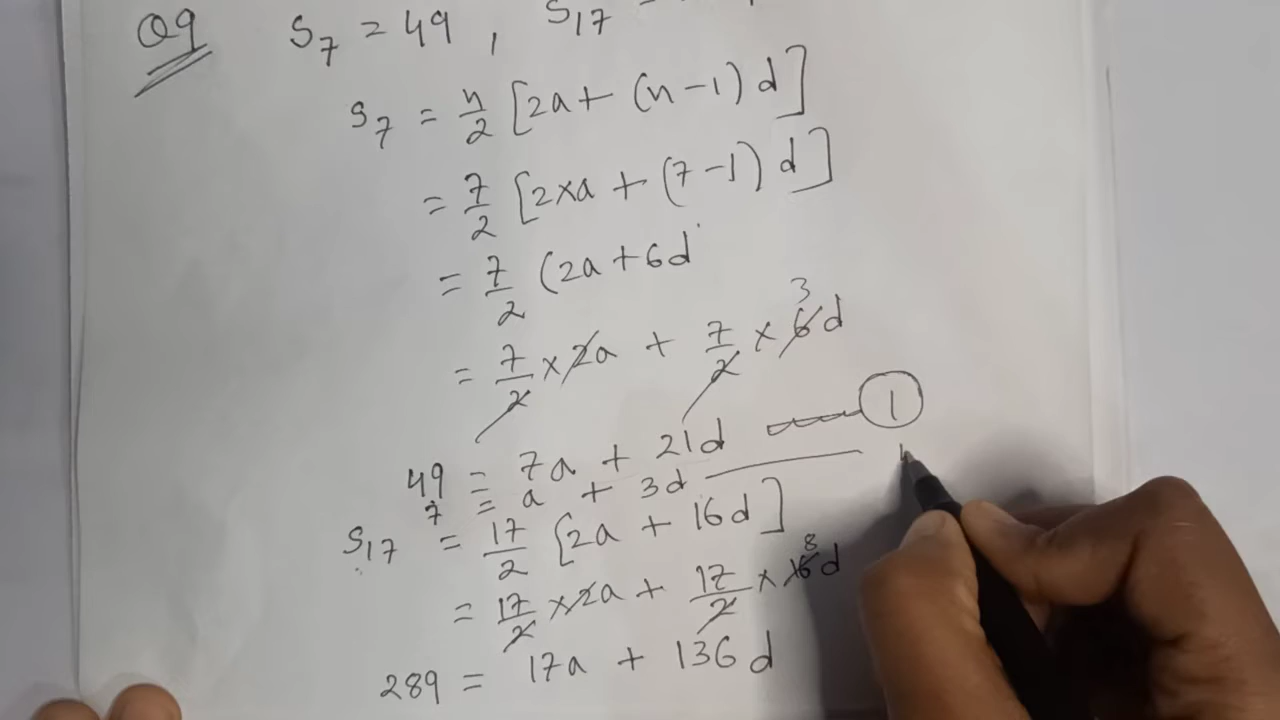 Q9 S₇ = 49 , S₁₇
S₇ = n/2 [2a + (n-1) d]
= 7/2 [2×a + (7-1) d]
= 7/2 (2a + 6d
= 7/2 × 2a + 7/2 × 6d 3
49 = 7a + 21d 1
7 = a + 3d
S₁₇ = 17/2 [2a + 16d]
= 17/2 × 2a + 17/2 × 16d 8
289 = 17a + 136d